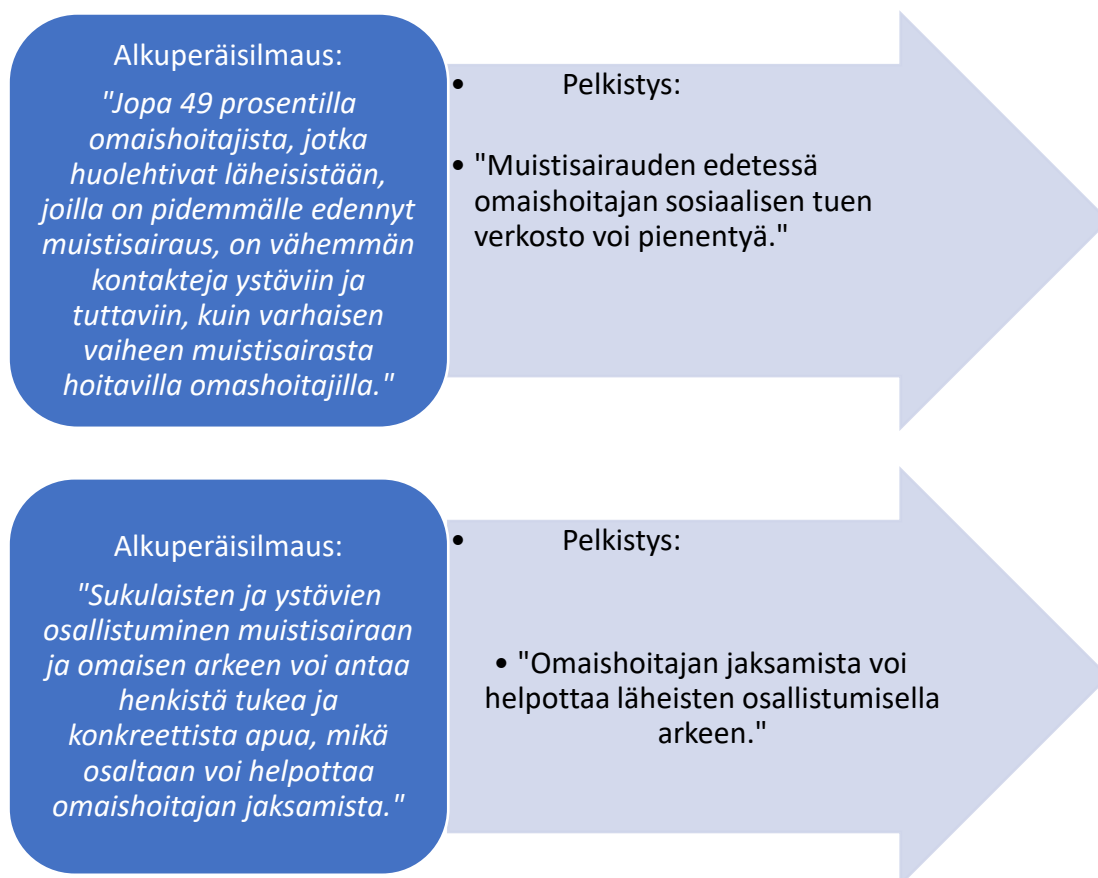 Alkuperäisilmaus:
"Jopa 49 prosentilla
omaishoitajista, jotka
huolehtivat läheisistään,
joilla on pidemmälle edennyt
muistisairaus, on vähemmän
kontakteja ystäviin ja
tuttaviin, kuin varhaisen
vaiheen muistisairasta
hoitavilla omashoitajilla."
• Pelkistys:
• "Muistisairauden edetessä
omaishoitajan sosiaalisen tuen
verkosto voi pienentyä."
Alkuperäisilmaus:
"Sukulaisten ja ystävien
osallistuminen muistisairaan
ja omaisen arkeen voi antaa
henkistä tukea ja
konkreettista apua, mikä
osaltaan voi helpottaa
omaishoitajan jaksamista."
• Pelkistys:
• "Omaishoitajan jaksamista voi
helpottaa läheisten osallistumisella
arkeen."